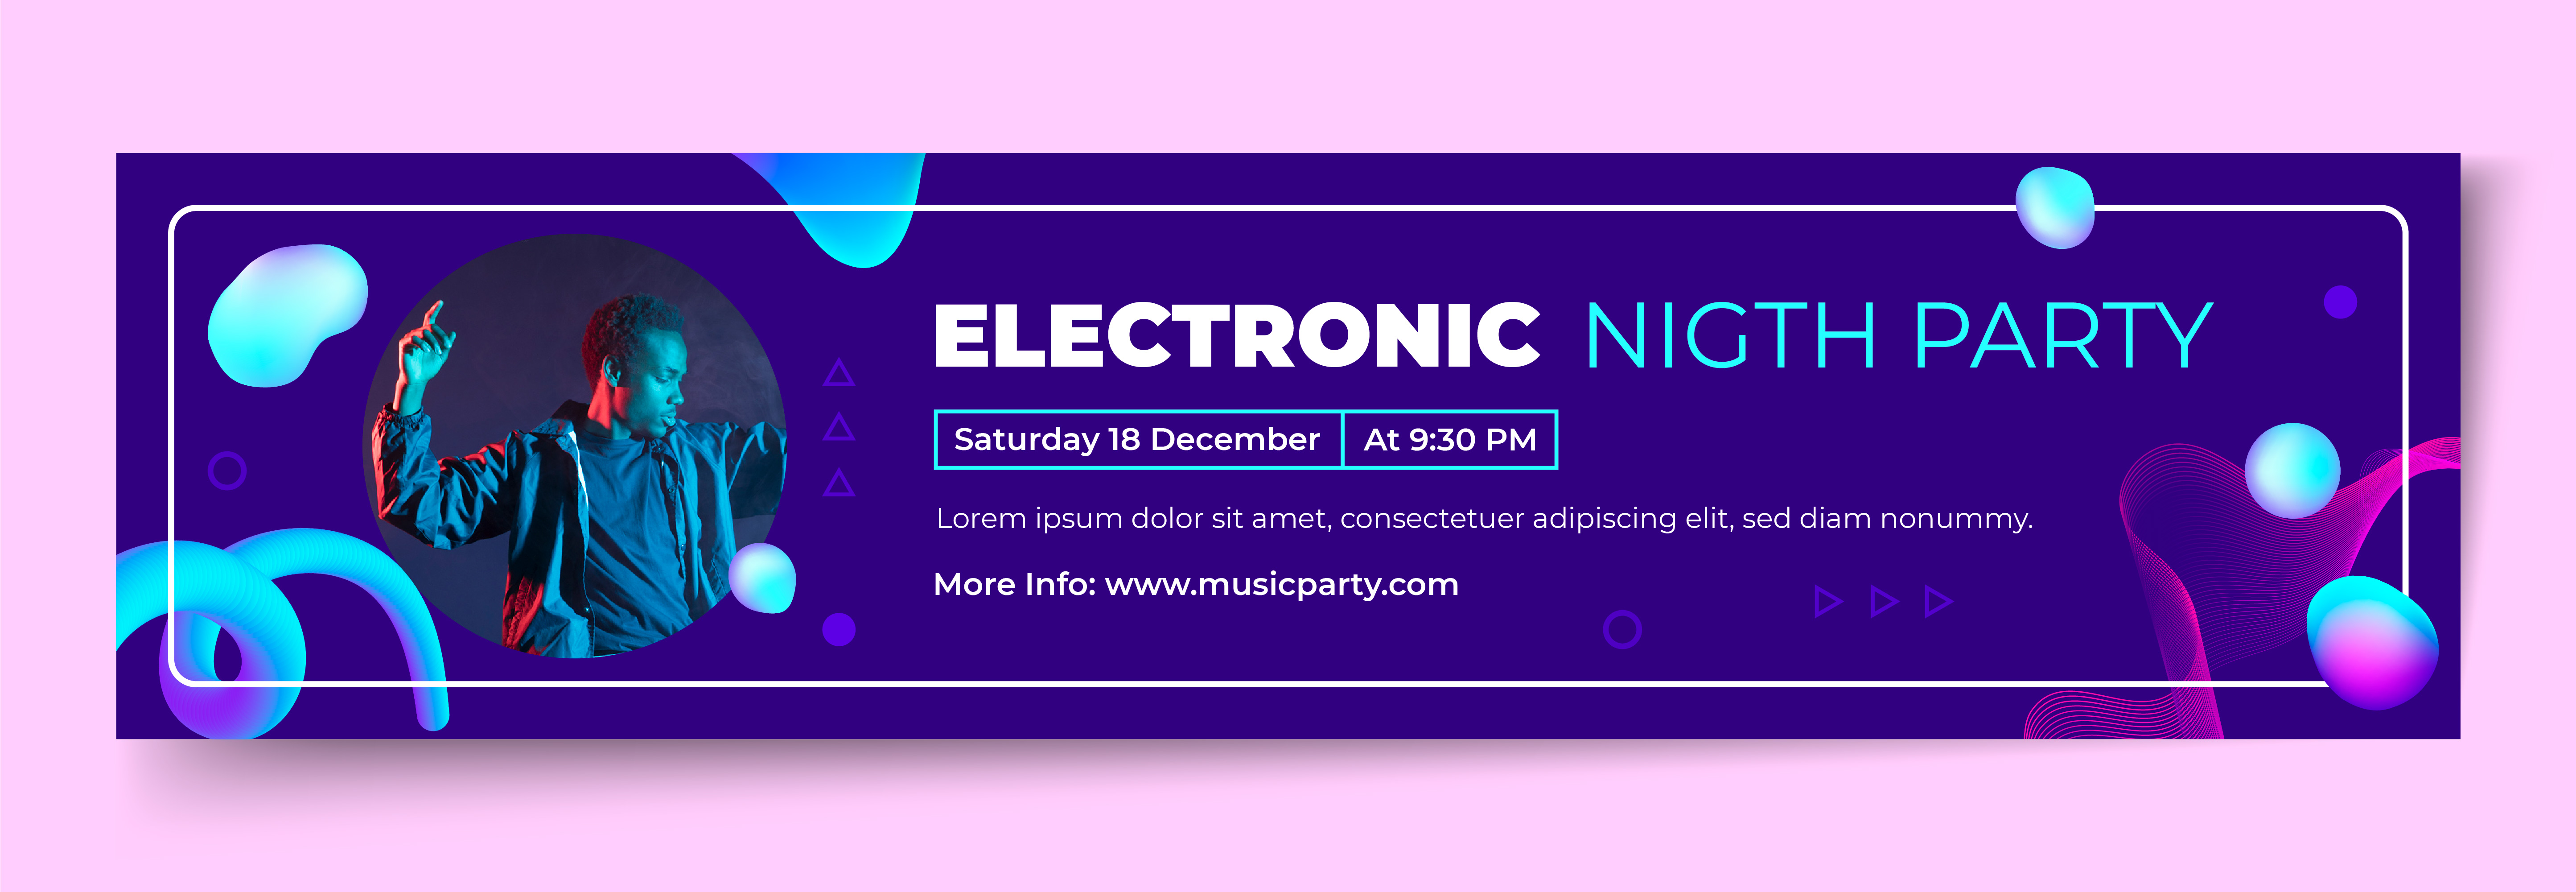 ELECTRONIC NIGTH PARTY
Saturday 18 December At 9:30 PM
Lorem ipsum dolor sit amet, consectetuer adipiscing elit, sed diam nonummy.
More Info: www.musicparty.com